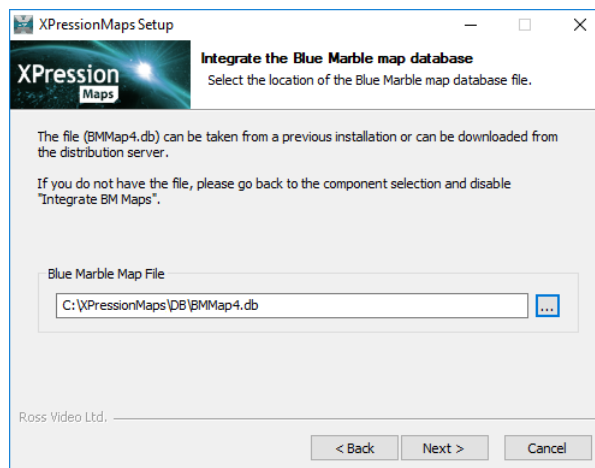 XPressionMaps Setup
XPression
Maps
Integrate the Blue Marble map database
Select the location of the Blue Marble map database file.
The file (BMMap4.db) can be taken from a previous installation or can be downloaded from
the distribution server.
If you do not have the file, please go back to the component selection and disable
"Integrate BM Maps".
Blue Marble Map File
C:\XPressionMaps\DB\BMMap4.db
...
Ross Video Ltd.
< Back
Next >
Cancel